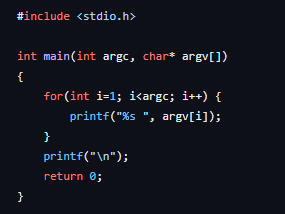 #include <stdio.h>

int main(int argc, char* argv[])
{
    for(int i=1; i<argc; i++) {
        printf("%s ", argv[i]);
    }
    printf("\n");
    return 0;
}